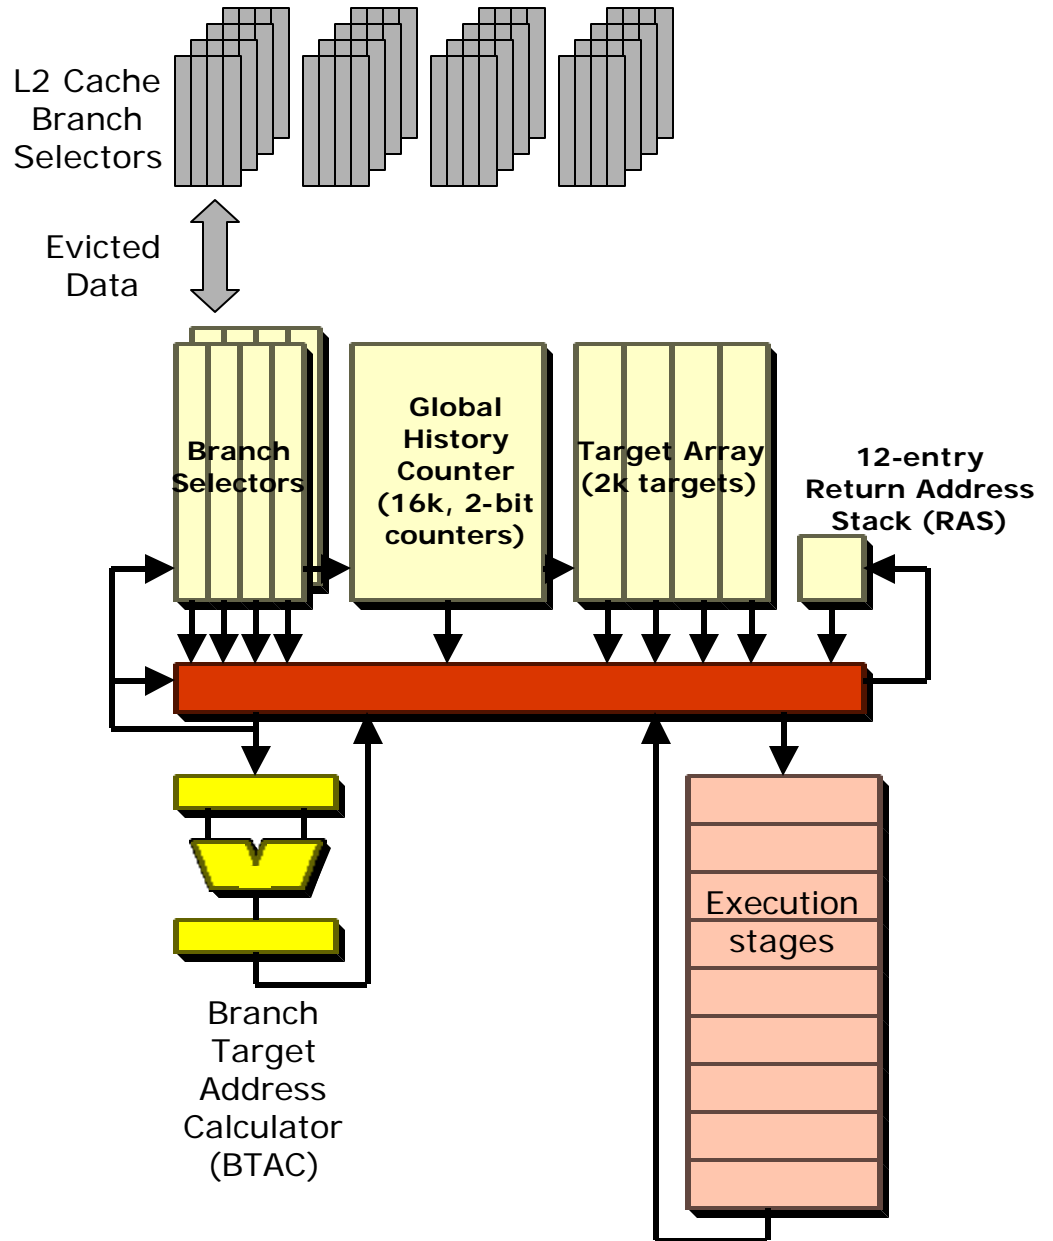 L2 Cache
Branch
Selectors
Evicted
Data
Branch
Selectors
Global
History
Counter
(16k, 2-bit
counters)
Target Array
(2k targets)
12-entry
Return Address
Stack (RAS)
Execution
stages
Branch
Target
Address
Calculator
(BTAC)